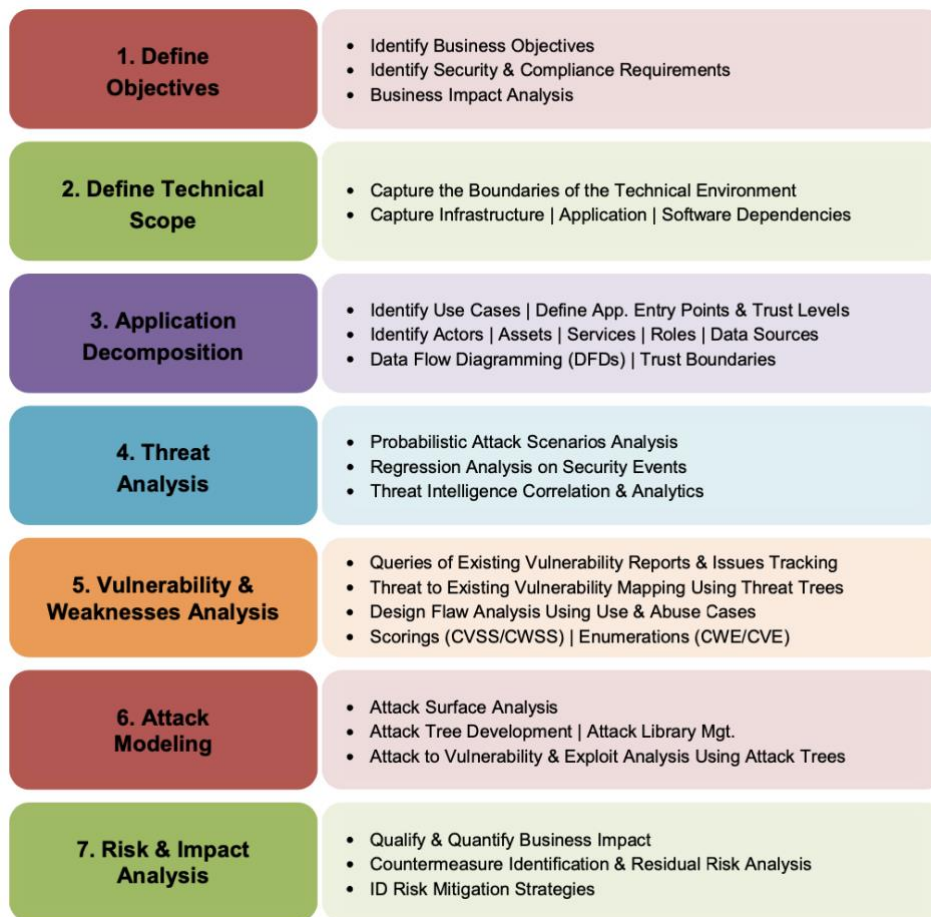 1. Define
Objectives
• Identify Business Objectives
• Identify Security & Compliance Requirements
• Business Impact Analysis
2. Define Technical
Scope
• Capture the Boundaries of the Technical Environment
• Capture Infrastructure | Application | Software Dependencies
3. Application
Decomposition
• Identify Use Cases | Define App. Entry Points & Trust Levels
• Identify Actors | Assets | Services | Roles | Data Sources
• Data Flow Diagramming (DFDs) | Trust Boundaries
4. Threat
Analysis
• Probabilistic Attack Scenarios Analysis
• Regression Analysis on Security Events
• Threat Intelligence Correlation & Analytics
5. Vulnerability &
Weaknesses Analysis
• Queries of Existing Vulnerability Reports & Issues Tracking
• Threat to Existing Vulnerability Mapping Using Threat Trees
• Design Flaw Analysis Using Use & Abuse Cases
• Scorings (CVSS/CWSS) | Enumerations (CWE/CVE)
6. Attack
Modeling
• Attack Surface Analysis
• Attack Tree Development | Attack Library Mgt.
• Attack to Vulnerability & Exploit Analysis Using Attack Trees
7. Risk & Impact
Analysis
• Qualify & Quantify Business Impact
• Countermeasure Identification & Residual Risk Analysis
• ID Risk Mitigation Strategies